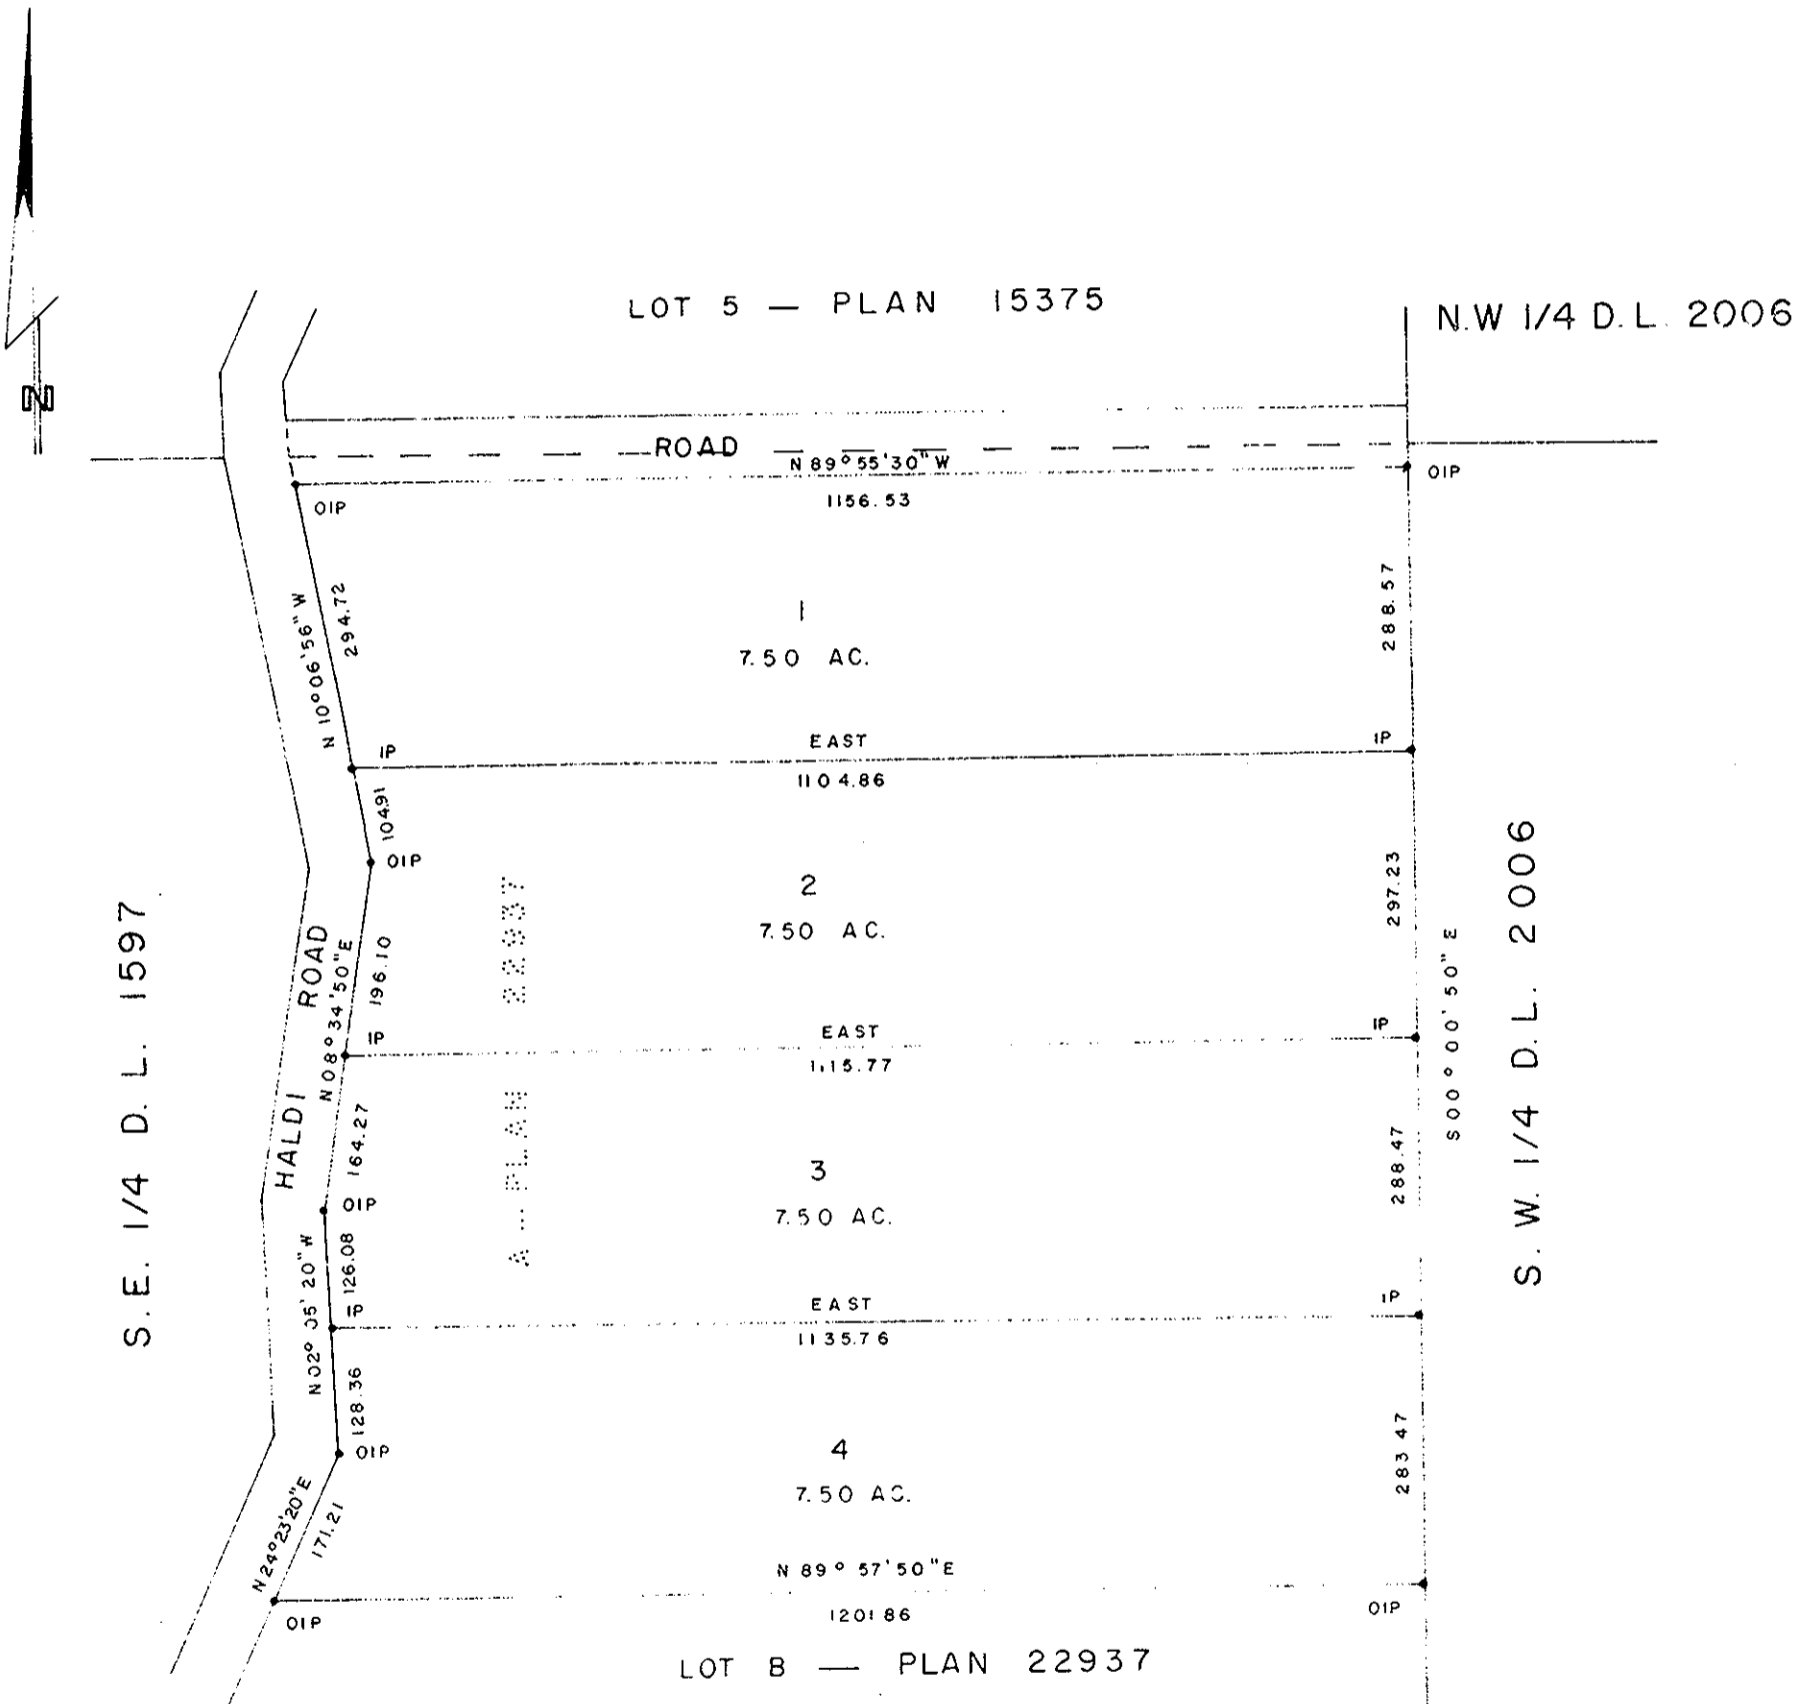 LOT 5 — PLAN 15375
N.W 1/4 D.L. 2006
N
ROAD
N 89°55'30" W
1156.53
OIP
OIP
N 10°06'56" W
294.72
1
7.50 AC.
288.57
IP
EAST
1104.86
IP
104.91
OIP
2
7.50 AC.
297.23
S.E. 1/4 D. L. 1597
HALDI ROAD
N 08°34'50" E
196.10
A PLAN 22937
IP
EAST
1115.77
IP
S 00°00'50" E
S. W. 1/4 D. L. 2006
164.27
OIP
3
7.50 AC.
288.47
N 02° 05' 20" W
126.08
IP
EAST
1135.76
IP
128.36
OIP
4
7.50 AC.
283.47
N 24°23'20" E
171.21
N 89° 57' 50" E
1201.86
OIP
OIP
LOT B — PLAN 22937